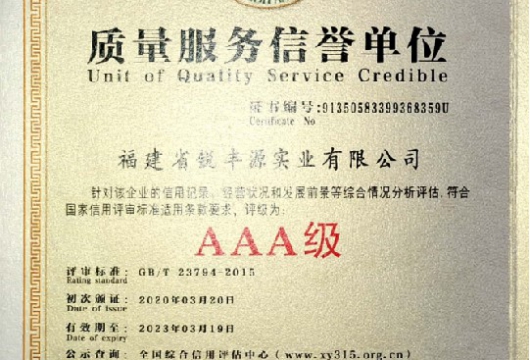 质量服务信誉单位
Unit of Quality Service Credible
证书编号:91350583399368359U
Certificate No
福建省锐丰源实业有限公司
针对该企业的信用记录、经营状况和发展前景等综合情况分析评估,符合
国家信用评审标准适用条款要求,评级为:
AAA级
评审标准: GB/T 23794-2015
Rating standard
初次颁证: 2020年03月20日
Date of issue
有效期至: 2023年03月19日
Date of expiry
公示查询: 全国综合信用评估中心(www.xy315.org.cn)